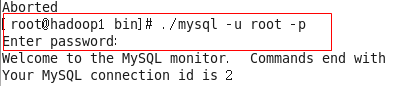 Aborted
[root@hadoop1 bin]# ./mysql -u root -p
Enter password:
Welcome to the MySQL monitor.  Commands end with
Your MySQL connection id is 2